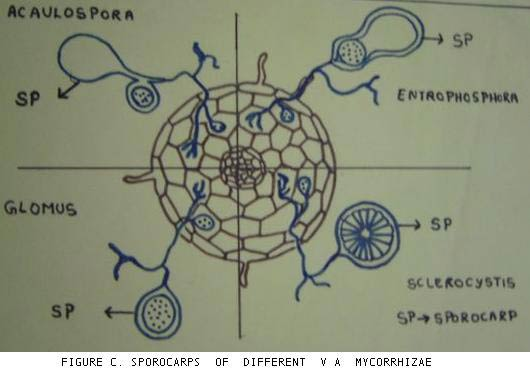 ACAULOSPORA
SP
SP
ENTROPHOSPHORA
GLOMUS
SP
SP
SCLEROCYSTIS
SP→SPOROCARP
FIGURE C. SPOROCARPS OF DIFFERENT V A MYCORRHIZAE